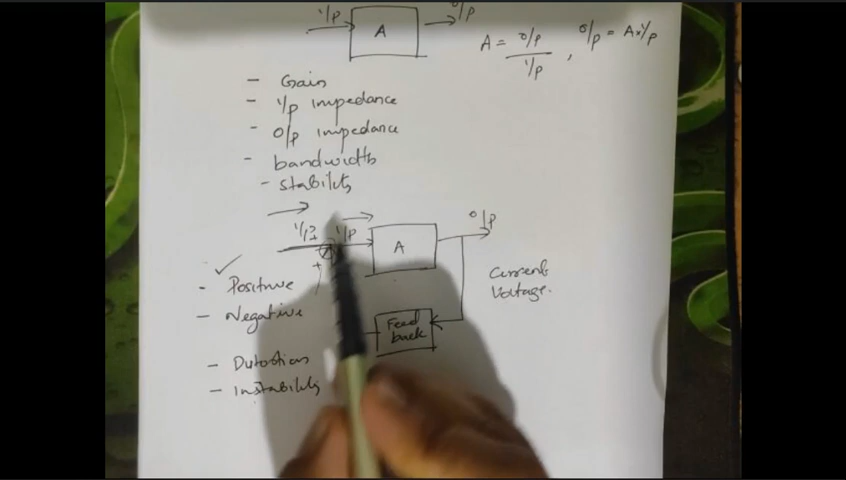 I/p A o/p
A = o/p / I/p , o/p = A x I/p
- Gain
- I/p impedance
- o/p impedance
- bandwidth
- stability
I/p I/p A o/p
+
- Positive
- Negative
Current
Voltage.
Feed
back
- Distortion
- Instability